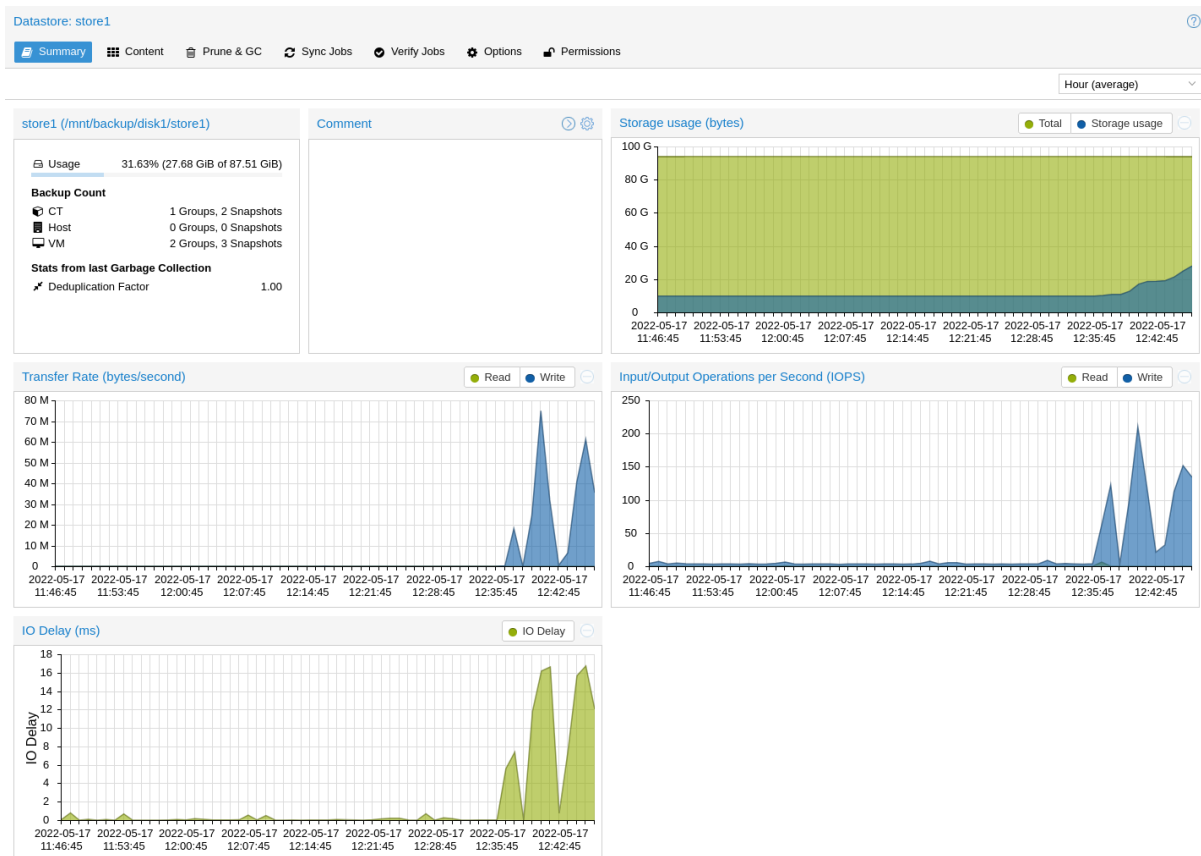 Datastore: store1
Summary Content Prune & GC Sync Jobs Verify Jobs Options Permissions
Hour (average)
store1 (/mnt/backup/disk1/store1)
Usage 31.63% (27.68 GiB of 87.51 GiB)
Backup Count
CT 1 Groups, 2 Snapshots
Host 0 Groups, 0 Snapshots
VM 2 Groups, 3 Snapshots
Stats from last Garbage Collection
Deduplication Factor 1.00
Comment
Storage usage (bytes) Total Storage usage
100 G
80 G
60 G
40 G
20 G
0
2022-05-17 2022-05-17 2022-05-17 2022-05-17 2022-05-17 2022-05-17 2022-05-17 2022-05-17 2022-05-17
11:46:45 11:53:45 12:00:45 12:07:45 12:14:45 12:21:45 12:28:45 12:35:45 12:42:45
Transfer Rate (bytes/second) Read Write
80 M
70 M
60 M
50 M
40 M
30 M
20 M
10 M
0
2022-05-17 2022-05-17 2022-05-17 2022-05-17 2022-05-17 2022-05-17 2022-05-17 2022-05-17 2022-05-17
11:46:45 11:53:45 12:00:45 12:07:45 12:14:45 12:21:45 12:28:45 12:35:45 12:42:45
Input/Output Operations per Second (IOPS) Read Write
250
200
150
100
50
0
2022-05-17 2022-05-17 2022-05-17 2022-05-17 2022-05-17 2022-05-17 2022-05-17 2022-05-17 2022-05-17
11:46:45 11:53:45 12:00:45 12:07:45 12:14:45 12:21:45 12:28:45 12:35:45 12:42:45
IO Delay (ms) IO Delay
18
16
14
12
10
8
6
4
2
0
IO Delay
2022-05-17 2022-05-17 2022-05-17 2022-05-17 2022-05-17 2022-05-17 2022-05-17 2022-05-17 2022-05-17
11:46:45 11:53:45 12:00:45 12:07:45 12:14:45 12:21:45 12:28:45 12:35:45 12:42:45